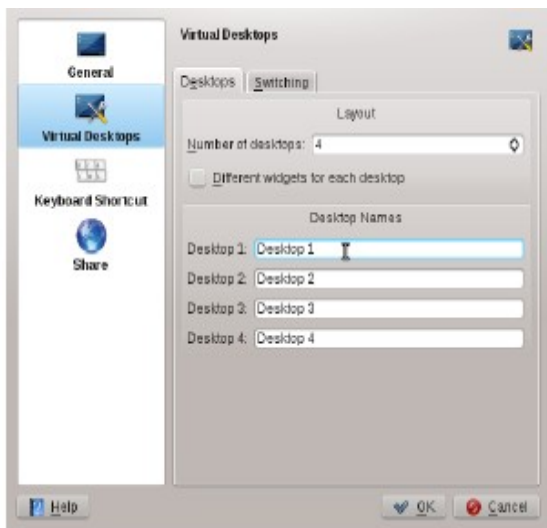 General
Virtual Desktops
Keyboard Shortcut
Share
Virtual Desktops
Desktops Switching
Layout
Number of desktops: 4
Different widgets for each desktop
Desktop Names
Desktop 1: Desktop 1
Desktop 2: Desktop 2
Desktop 3: Desktop 3
Desktop 4: Desktop 4
Help OK Cancel